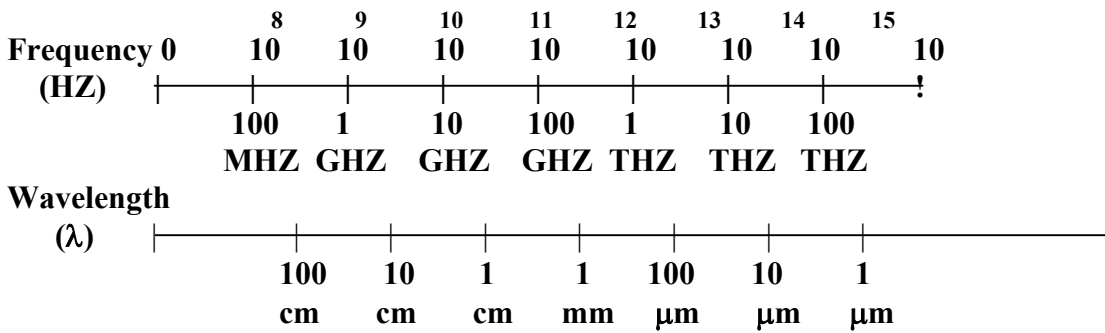 8 9 10 11 12 13 14 15
Frequency 0 10 10 10 10 10 10 10 10
(HZ) !
100 1 10 100 1 10 100
MHZ GHZ GHZ GHZ THZ THZ THZ
Wavelength
(λ)
100 10 1 1 100 10 1
cm cm cm mm μm μm μm